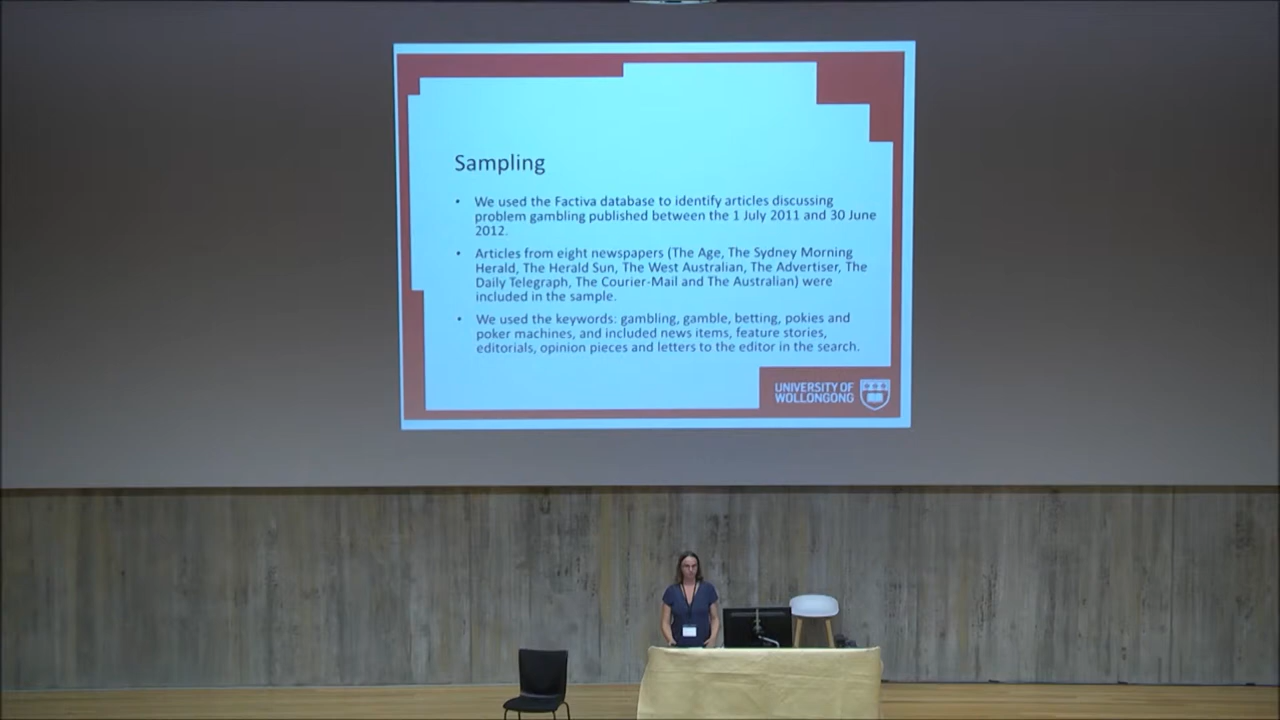 Sampling
• We used the Factiva database to identify articles discussing
problem gambling published between the 1 July 2011 and 30 June
2012.
• Articles from eight newspapers (The Age, The Sydney Morning
Herald, The Herald Sun, The West Australian, The Advertiser, The
Daily Telegraph, The Courier-Mail and The Australian) were
included in the sample.
• We used the keywords: gambling, gamble, betting, pokies and
poker machines, and included news items, feature stories,
editorials, opinion pieces and letters to the editor in the search.
UNIVERSITY OF
WOLLONGONG